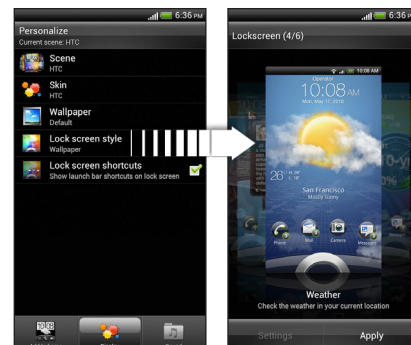 6:36 PM
Personalize
Current scene: HTC
Scene
HTC
Skin
HTC
Wallpaper
Default
Lock screen style
Wallpaper
Lock screen shortcuts
Show launch bar shortcuts on lock screen
6:36 PM
Lockscreen (4/6)
10:08 AM
Operator
10:08 AM
Mon, May 17, 2010
San Francisco
Mostly Sunny
Phone
Mail
Camera
Messages
Weather
Check the weather in your current location
Settings
Apply